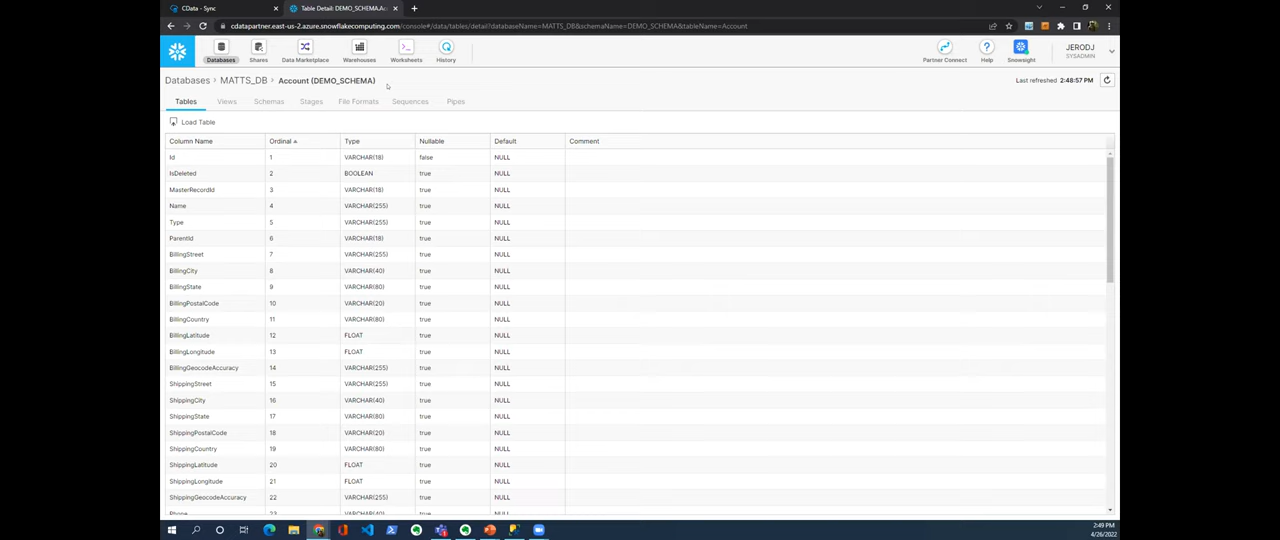 CData - Sync
Table Detail: DEMO_SCHEMA.Ac
cdatapartner.east-us-2.azure.snowflakecomputing.com/console#/data/tables/detail?databaseName=MATTS_DB&schemaName=DEMO_SCHEMA&tableName=Account
Databases Shares Data Marketplace Warehouses Worksheets History Partner Connect Help Snowsight
JERODJ
SYSADMIN
Databases > MATTS_DB > Account (DEMO_SCHEMA)
Last refreshed 2:48:57 PM
Tables Views Schemas Stages File Formats Sequences Pipes
Load Table
Column Name Ordinal Type Nullable Default Comment
Id 1 VARCHAR(18) false NULL
IsDeleted 2 BOOLEAN true NULL
MasterRecordId 3 VARCHAR(18) true NULL
Name 4 VARCHAR(255) true NULL
Type 5 VARCHAR(255) true NULL
ParentId 6 VARCHAR(18) true NULL
BillingStreet 7 VARCHAR(255) true NULL
BillingCity 8 VARCHAR(40) true NULL
BillingState 9 VARCHAR(80) true NULL
BillingPostalCode 10 VARCHAR(20) true NULL
BillingCountry 11 VARCHAR(80) true NULL
BillingLatitude 12 FLOAT true NULL
BillingLongitude 13 FLOAT true NULL
BillingGeocodeAccuracy 14 VARCHAR(255) true NULL
ShippingStreet 15 VARCHAR(255) true NULL
ShippingCity 16 VARCHAR(40) true NULL
ShippingState 17 VARCHAR(80) true NULL
ShippingPostalCode 18 VARCHAR(20) true NULL
ShippingCountry 19 VARCHAR(80) true NULL
ShippingLatitude 20 FLOAT true NULL
ShippingLongitude 21 FLOAT true NULL
ShippingGeocodeAccuracy 22 VARCHAR(255) true NULL
Phone 23 VARCHAR(40) true NULL
2:49 PM
4/26/2022